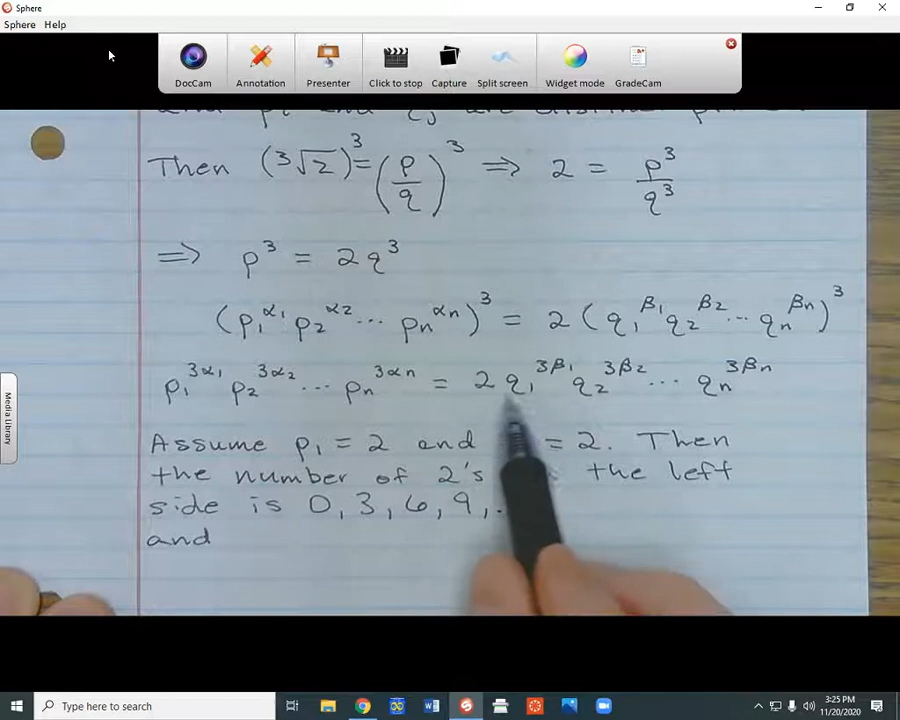 Sphere
Sphere Help
DocCam Annotation Presenter Click to stop Capture Split screen Widget mode GradeCam
Then (³√2)³ = (p/q)³ ⟹ 2 = p³/q³
⟹ p³ = 2q³
(p₁^α₁ p₂^α₂ ... pₙ^αₙ)³ = 2 (q₁^β₁ q₂^β₂ ... qₙ^βₙ)³
p₁^3α₁ p₂^3α₂ ... pₙ^3αₙ = 2 q₁^3β₁ q₂^3β₂ ... qₙ^3βₙ
Assume p₁ = 2 and = 2. Then
the number of 2's the left
side is 0, 3, 6, 9, .
and
Media Library
Type here to search
3:25 PM
11/20/2020